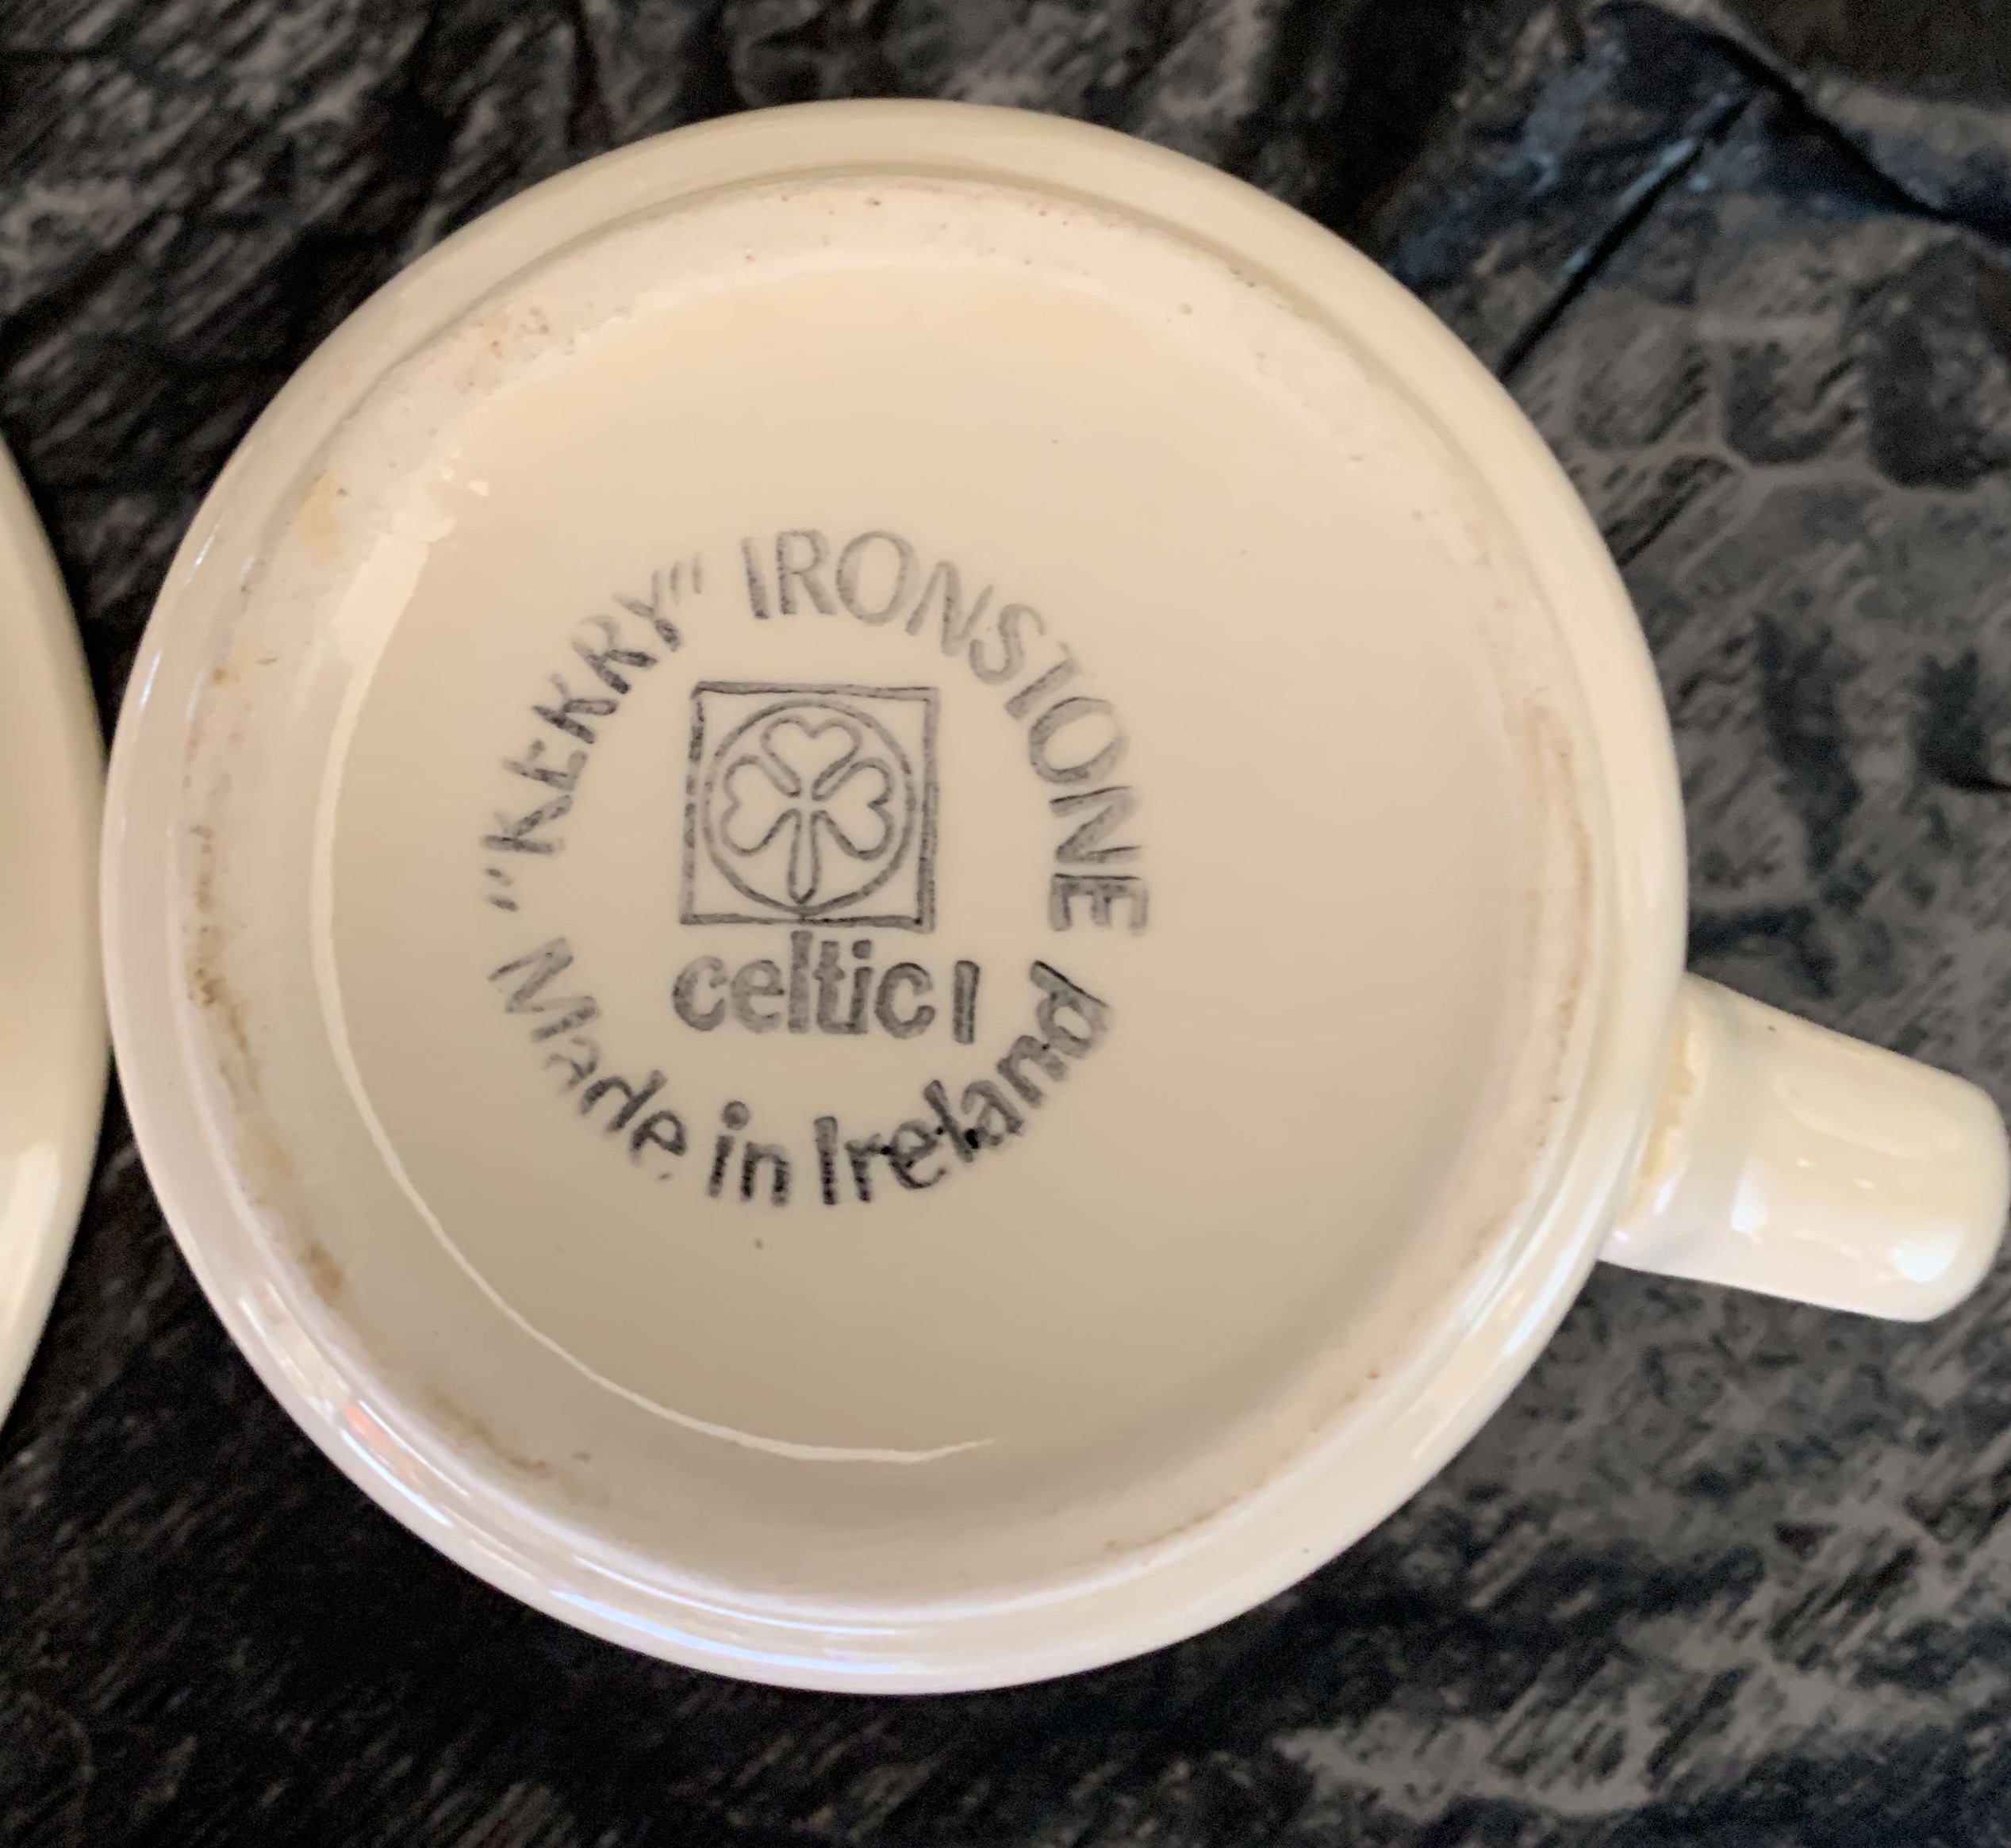 "KERRY" IRONSTONE
celtic I
Made in Ireland